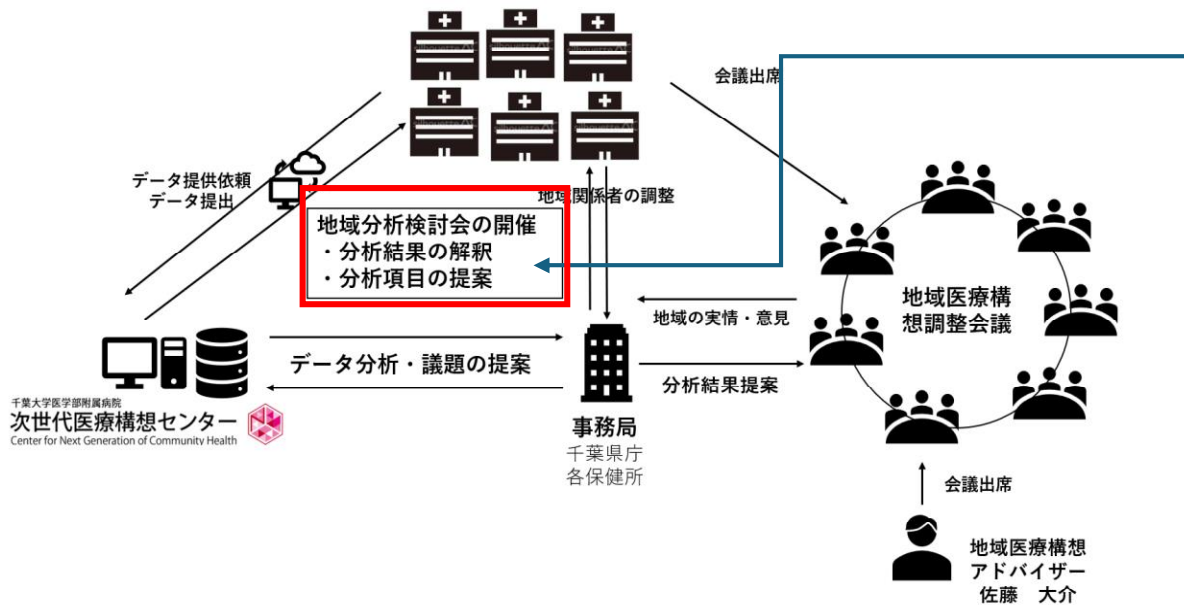 会議出席
データ提供依頼
データ提出
地域関係者の調整
地域分析検討会の開催
・分析結果の解釈
・分析項目の提案
地域医療構
想調整会議
地域の実情・意見
データ分析・議題の提案
分析結果提案
千葉大学医学部附属病院
次世代医療構想センター
Center for Next Generation of Community Health
事務局
千葉県庁
各保健所
会議出席
地域医療構想
アドバイザー
佐藤　大介